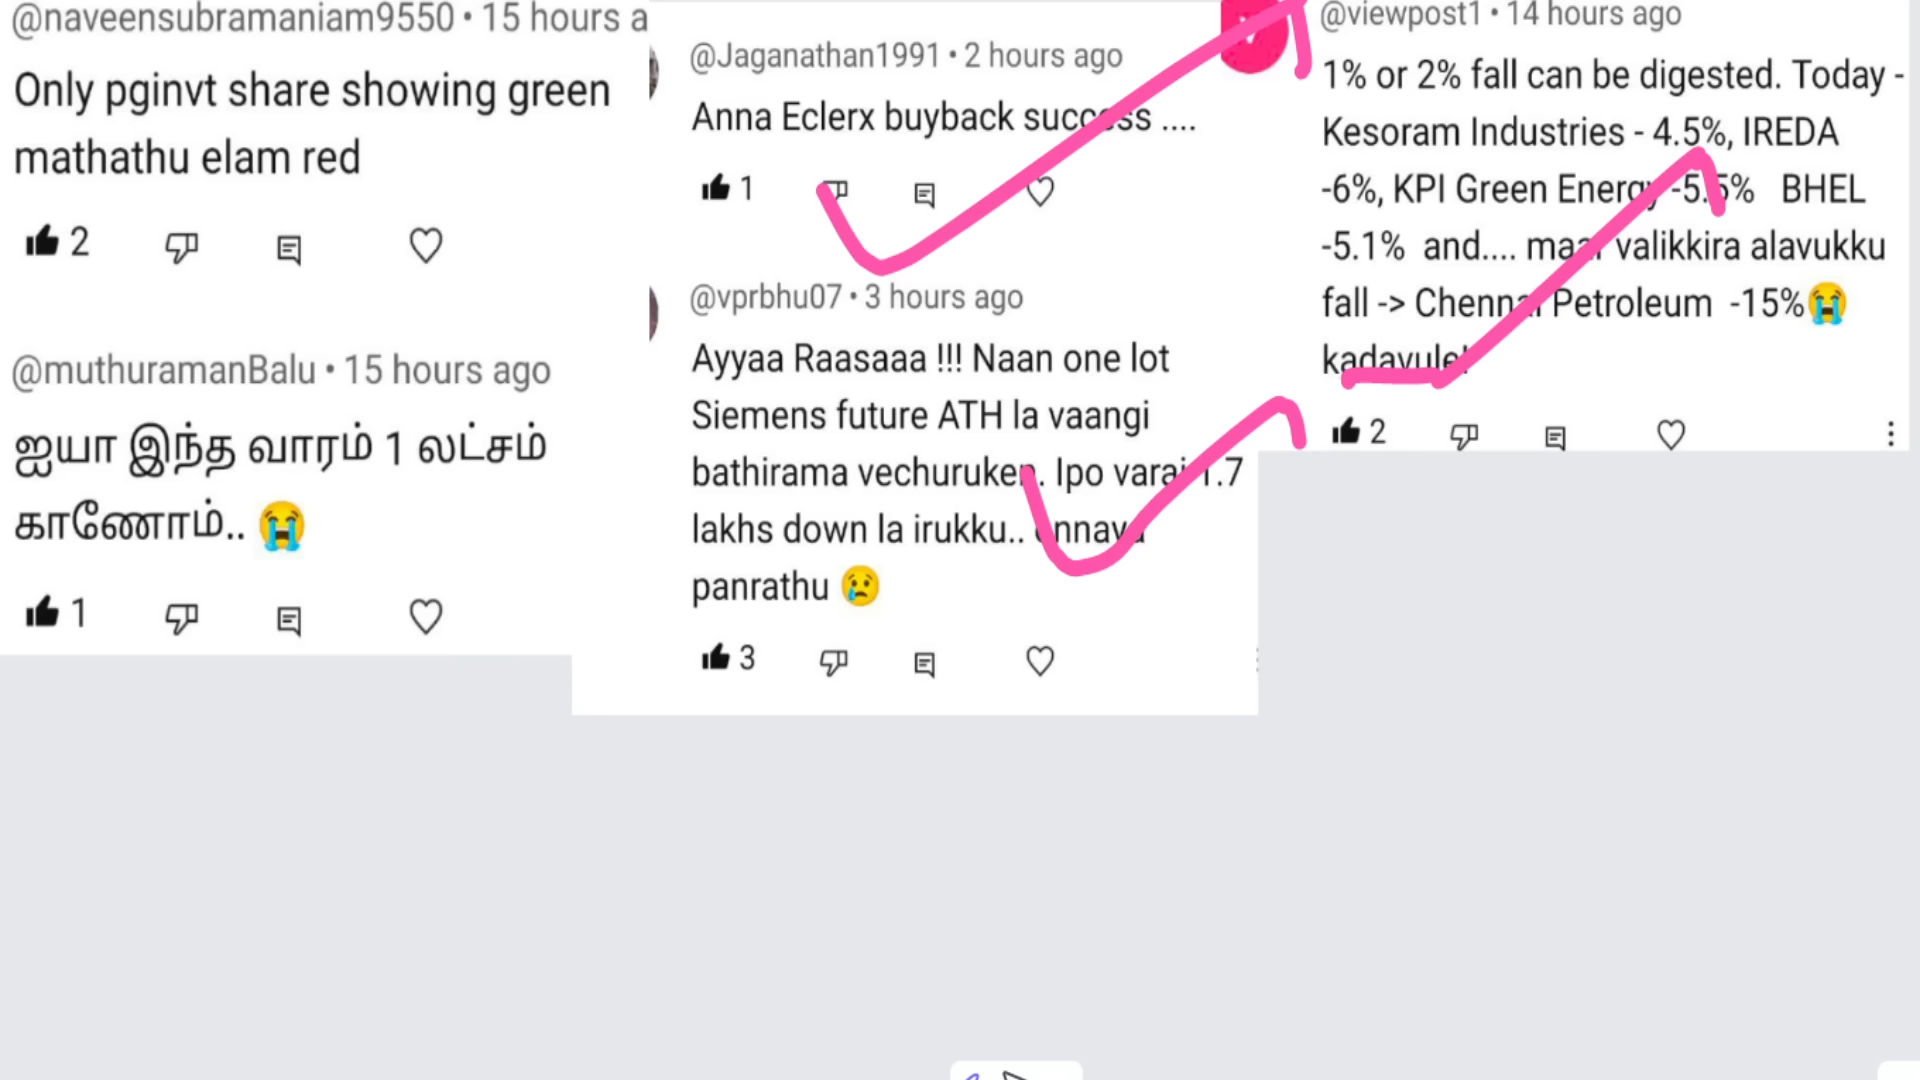 @naveensubramaniam9550 • 15 hours a
Only pginvt share showing green
mathathu elam red
2
@muthuramanBalu • 15 hours ago
ஐயா இந்த வாரம் 1 லட்சம்
காணோம்.. 😭
1
@Jaganathan1991 • 2 hours ago
Anna Eclerx buyback success ....
1
@vprbhu07 • 3 hours ago
Ayyaa Raasaaa !!! Naan one lot
Siemens future ATH la vaangi
bathirama vechuruken. Ipo varai 1.7
lakhs down la irukku.. ennava
panrathu 😢
3
@viewpost1 • 14 hours ago
1% or 2% fall can be digested. Today -
Kesoram Industries - 4.5%, IREDA
-6%, KPI Green Energy -5.5% BHEL
-5.1% and.... maar valikkira alavukku
fall -> Chennai Petroleum -15%😭
kadavule!
2